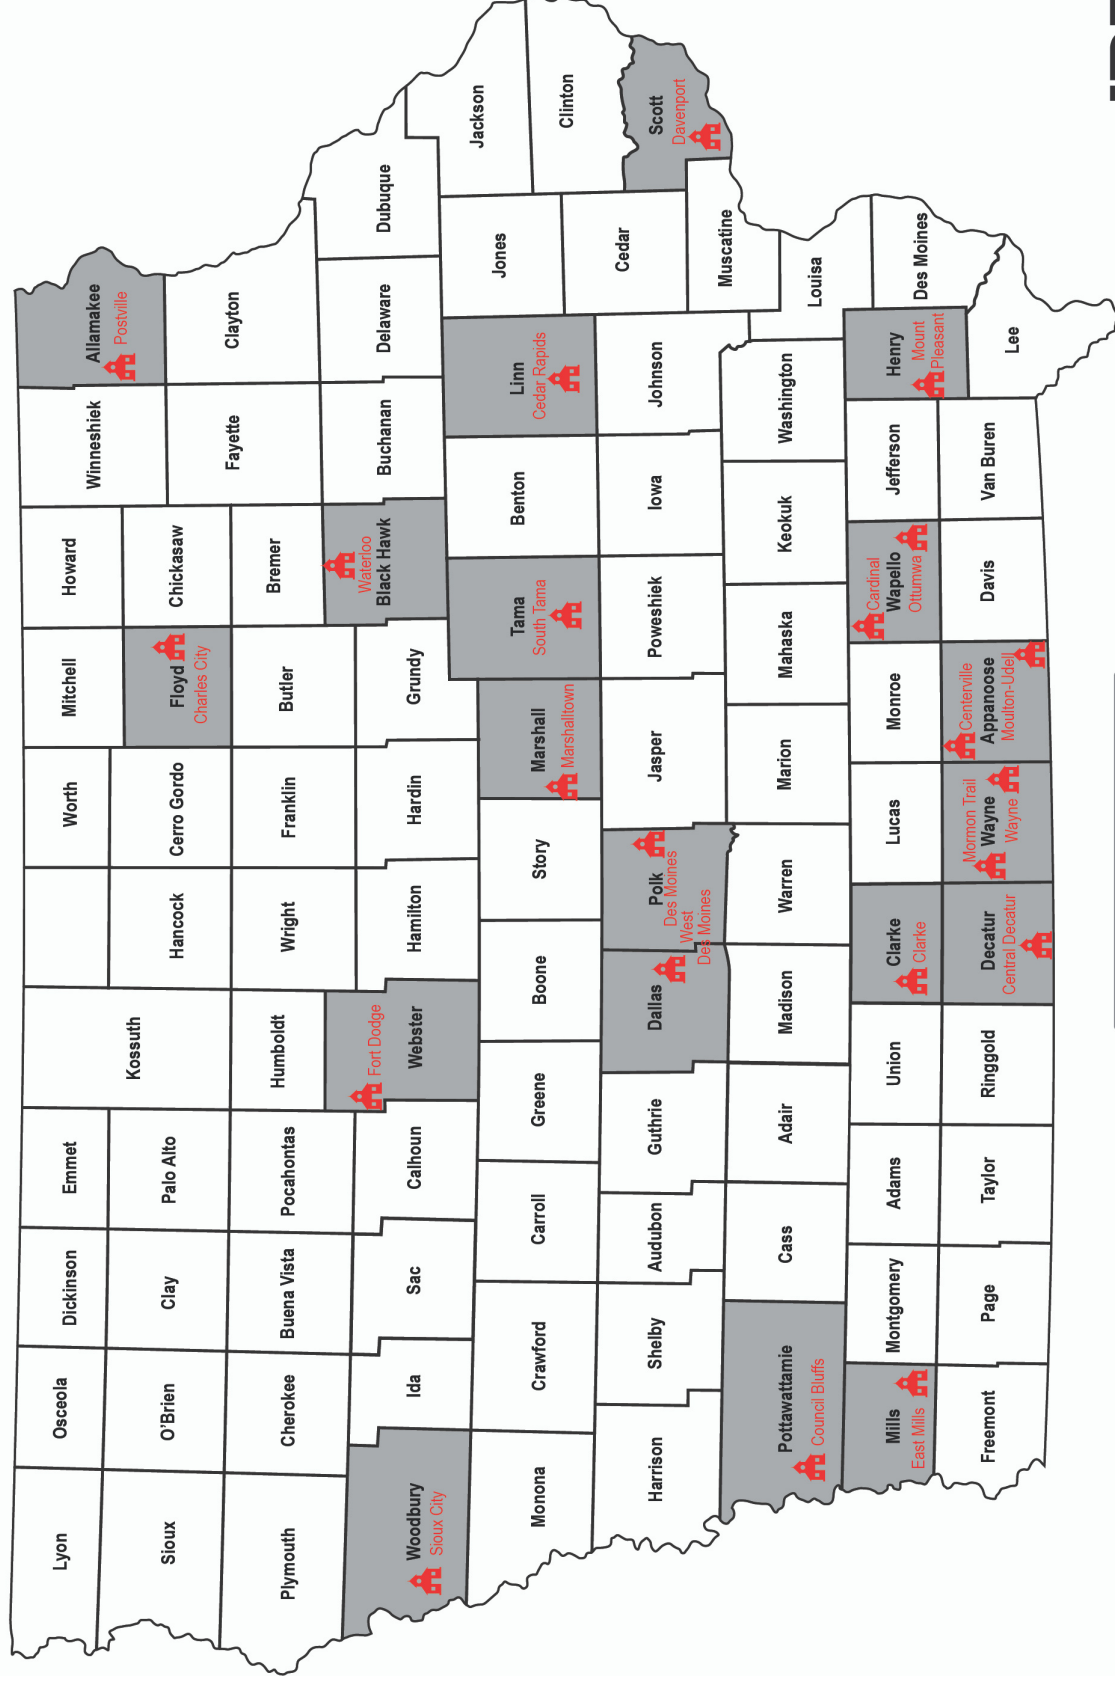 Lyon
Osceola
Dickinson
Emmet
Kossuth
Worth
Mitchell
Howard
Winneshiek
Allamakee
Postville
Sioux
O'Brien
Clay
Palo Alto
Hancock
Cerro Gordo
Floyd
Charles City
Chickasaw
Fayette
Clayton
Plymouth
Cherokee
Buena Vista
Pocahontas
Humboldt
Wright
Franklin
Butler
Bremer
Waterloo
Black Hawk
Buchanan
Delaware
Dubuque
Woodbury
Sioux City
Ida
Sac
Calhoun
Fort Dodge
Webster
Hamilton
Hardin
Grundy
Tama
South Tama
Benton
Linn
Cedar Rapids
Jones
Jackson
Monona
Crawford
Carroll
Greene
Boone
Story
Marshall
Marshalltown
Cedar
Clinton
Harrison
Shelby
Audubon
Guthrie
Dallas
Polk
Des Moines
West
Des Moines
Jasper
Poweshiek
Iowa
Johnson
Muscatine
Scott
Davenport
Pottawattamie
Council Bluffs
Cass
Adair
Madison
Warren
Marion
Mahaska
Keokuk
Washington
Louisa
Mills
East Mills
Montgomery
Adams
Union
Clarke
Clarke
Lucas
Monroe
Cardinal
Wapello
Ottumwa
Jefferson
Henry
Mount
Pleasant
Des Moines
Freemont
Page
Taylor
Ringgold
Decatur
Central Decatur
Mormon Trail
Wayne
Wayne
Centerville
Appanoose
Moulton-Udell
Davis
Van Buren
Lee